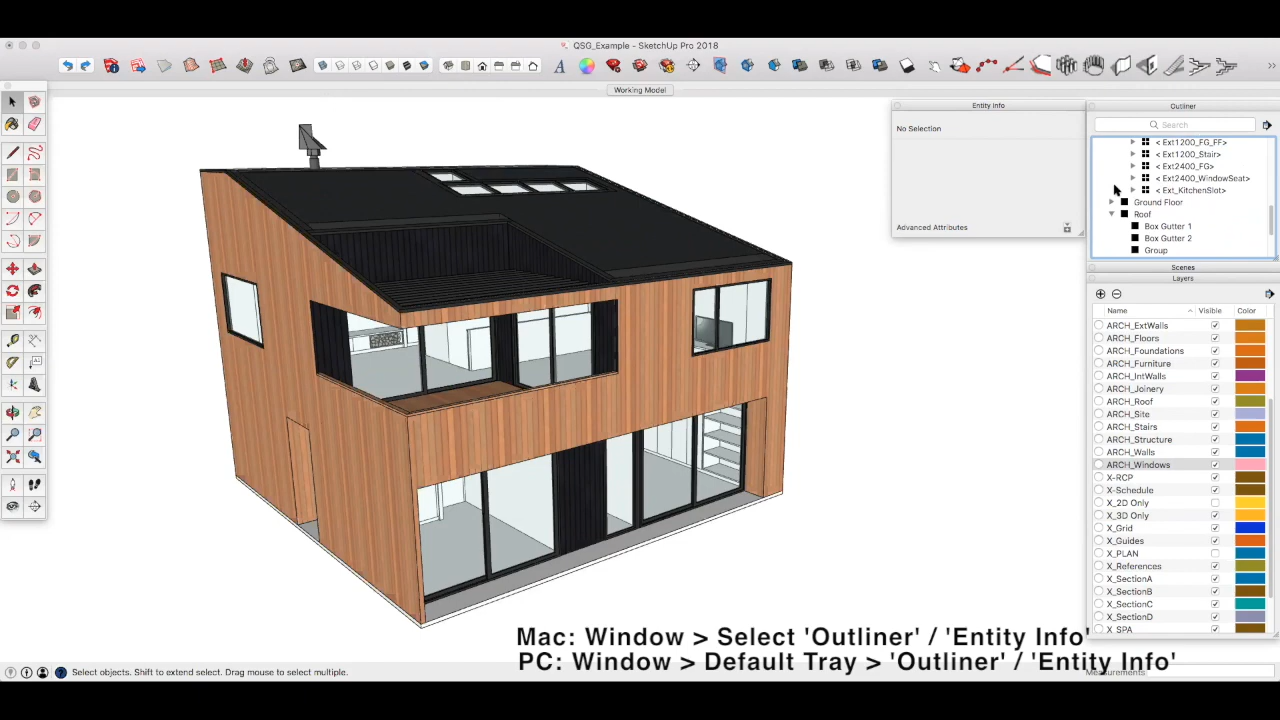 QSG_Example - SketchUp Pro 2018
Working Model
Entity Info
No Selection
Advanced Attributes
Outliner
Search
< Ext1200_FG_FF>
< Ext1200_Stair>
< Ext2400_FG>
< Ext2400_WindowSeat>
< Ext_KitchenSlot>
Ground Floor
Roof
Box Gutter 1
Box Gutter 2
Group
Scenes
Layers
Name Visible Color
ARCH_ExtWalls
ARCH_Floors
ARCH_Foundations
ARCH_Furniture
ARCH_IntWalls
ARCH_Joinery
ARCH_Roof
ARCH_Site
ARCH_Stairs
ARCH_Structure
ARCH_Walls
ARCH_Windows
X-RCP
X-Schedule
X_2D Only
X_3D Only
X_Grid
X_Guides
X_PLAN
X_References
X_SectionA
X_SectionB
X_SectionC
X_SectionD
X_SPA
Mac: Window > Select 'Outliner' / 'Entity Info'
PC: Window > Default Tray > 'Outliner' / 'Entity Info'
Select objects. Shift to extend select. Drag mouse to select multiple.
Measurements